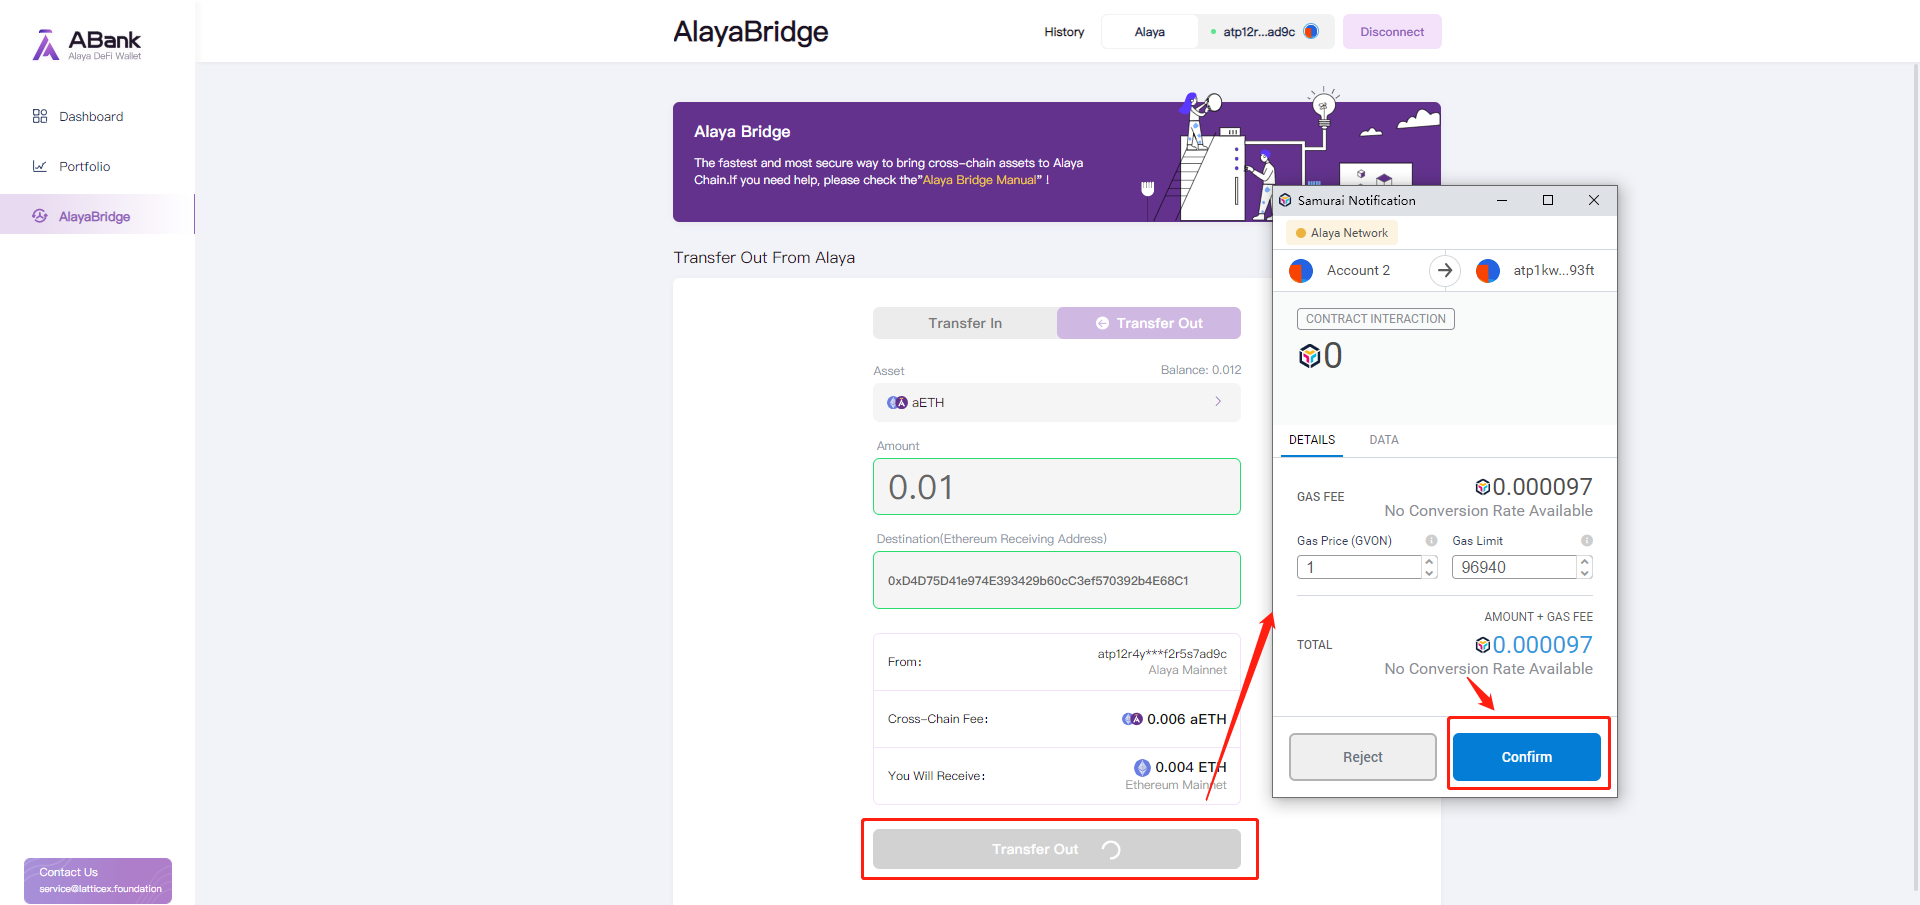 ABank
Alaya DeFi Wallet
Dashboard
Portfolio
AlayaBridge
Contact Us
service@latticex.foundation
AlayaBridge
History
Alaya
atp12r...ad9c
Disconnect
Alaya Bridge
The fastest and most secure way to bring cross-chain assets to Alaya
Chain.If you need help, please check the"Alaya Bridge Manual" !
Transfer Out From Alaya
Transfer In
Transfer Out
Asset
Balance: 0.012
aETH
Amount
0.01
Destination(Ethereum Receiving Address)
0xD4D75D41e974E393429b60cC3ef570392b4E68C1
From:
atp12r4y***f2r5s7ad9c
Alaya Mainnet
Cross-Chain Fee:
0.006 aETH
You Will Receive:
0.004 ETH
Ethereum Mainnet
Transfer Out
Samurai Notification
Alaya Network
Account 2
atp1kw...93ft
CONTRACT INTERACTION
0
DETAILS
DATA
GAS FEE
0.000097
No Conversion Rate Available
Gas Price (GVON)
Gas Limit
1
96940
AMOUNT + GAS FEE
TOTAL
0.000097
No Conversion Rate Available
Reject
Confirm